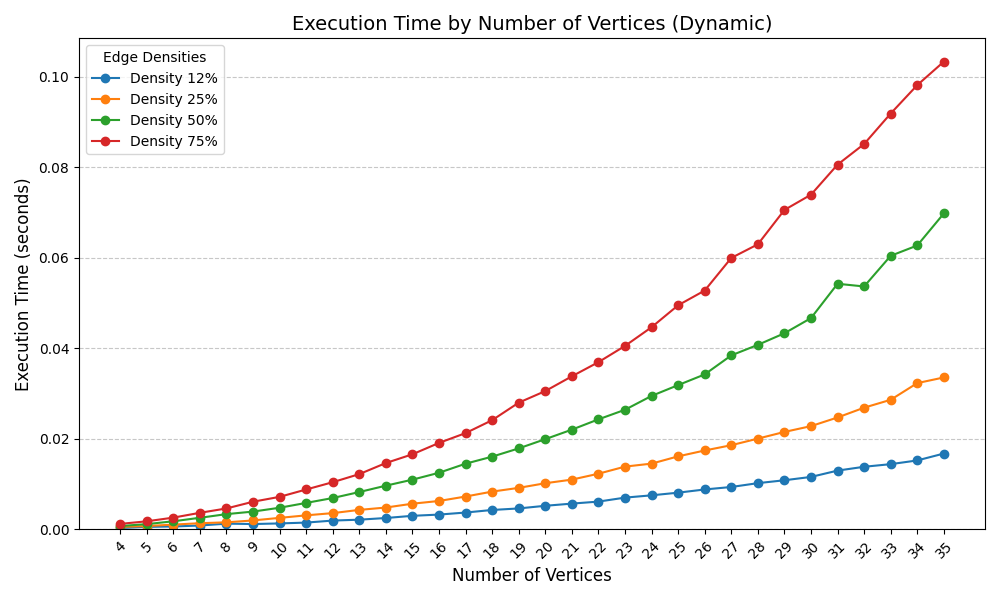 Execution Time by Number of Vertices (Dynamic)
Edge Densities
Density 12%
Density 25%
Density 50%
Density 75%
Execution Time (seconds)
0.10
0.08
0.06
0.04
0.02
0.00
4 5 6 7 8 9 10 11 12 13 14 15 16 17 18 19 20 21 22 23 24 25 26 27 28 29 30 31 32 33 34 35
Number of Vertices